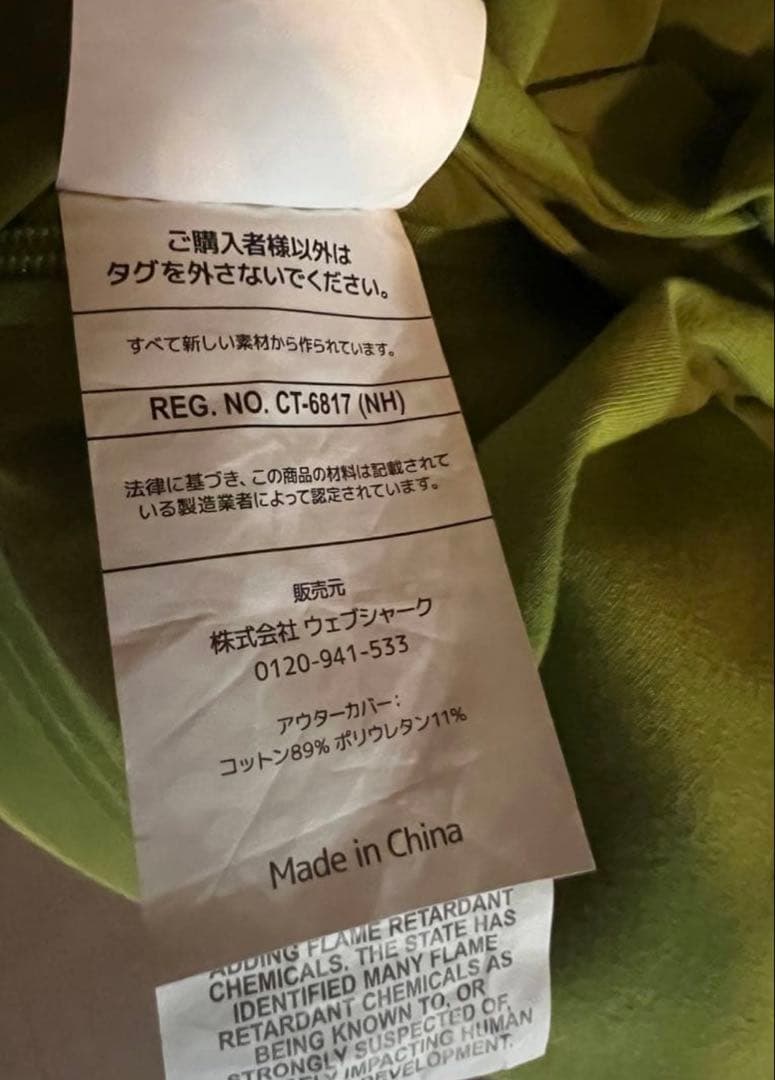 ご購入者様以外は
タグを外さないでください。
すべて新しい素材から作られています。
REG. NO. CT-6817 (NH)
法律に基づき、この商品の材料は記載されて
いる製造業者によって認定されています。
販売元
株式会社 ウェブシャーク
0120-941-533
アウターカバー:
コットン89% ポリウレタン11%
Made in China
ADDING FLAME RETARDANT
CHEMICALS. THE STATE HAS
IDENTIFIED MANY FLAME
RETARDANT CHEMICALS AS
BEING KNOWN TO, OR
STRONGLY SUSPECTED OF,
IMPACTING HUMAN
DEVELOPMENT.